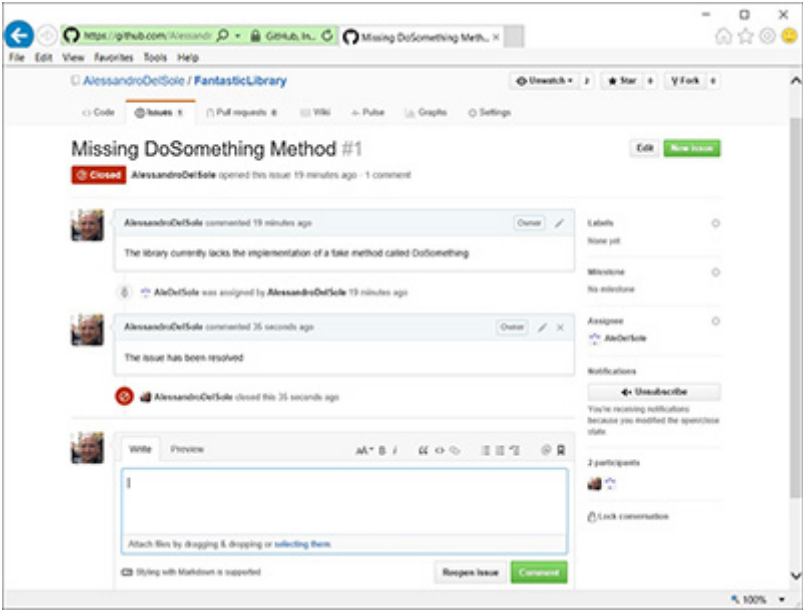 https://github.com/Alessandr
GitHub, In...
Missing DoSomething Meth...
File Edit View Favorites Tools Help
AlessandroDelSole / FantasticLibrary
Unwatch 2 Star 0 Fork 0
Code Issues 1 Pull requests 0 Wiki Pulse Graphs Settings
Missing DoSomething Method #1
Edit New issue
Closed AlessandroDelSole opened this issue 19 minutes ago · 1 comment
AlessandroDelSole commented 19 minutes ago Owner
The library currently lacks the implementation of a fake method called DoSomething
AleDelSole was assigned by AlessandroDelSole 19 minutes ago
AlessandroDelSole commented 35 seconds ago Owner
The issue has been resolved
AlessandroDelSole closed this 35 seconds ago
Write Preview AA B i
Attach files by dragging & dropping or selecting them.
Styling with Markdown is supported
Reopen Issue Comment
Labels
None yet
Milestone
No milestone
Assignee
AleDelSole
Notifications
Unsubscribe
You're receiving notifications
because you modified the open/close
state.
2 participants
Lock conversation
100%